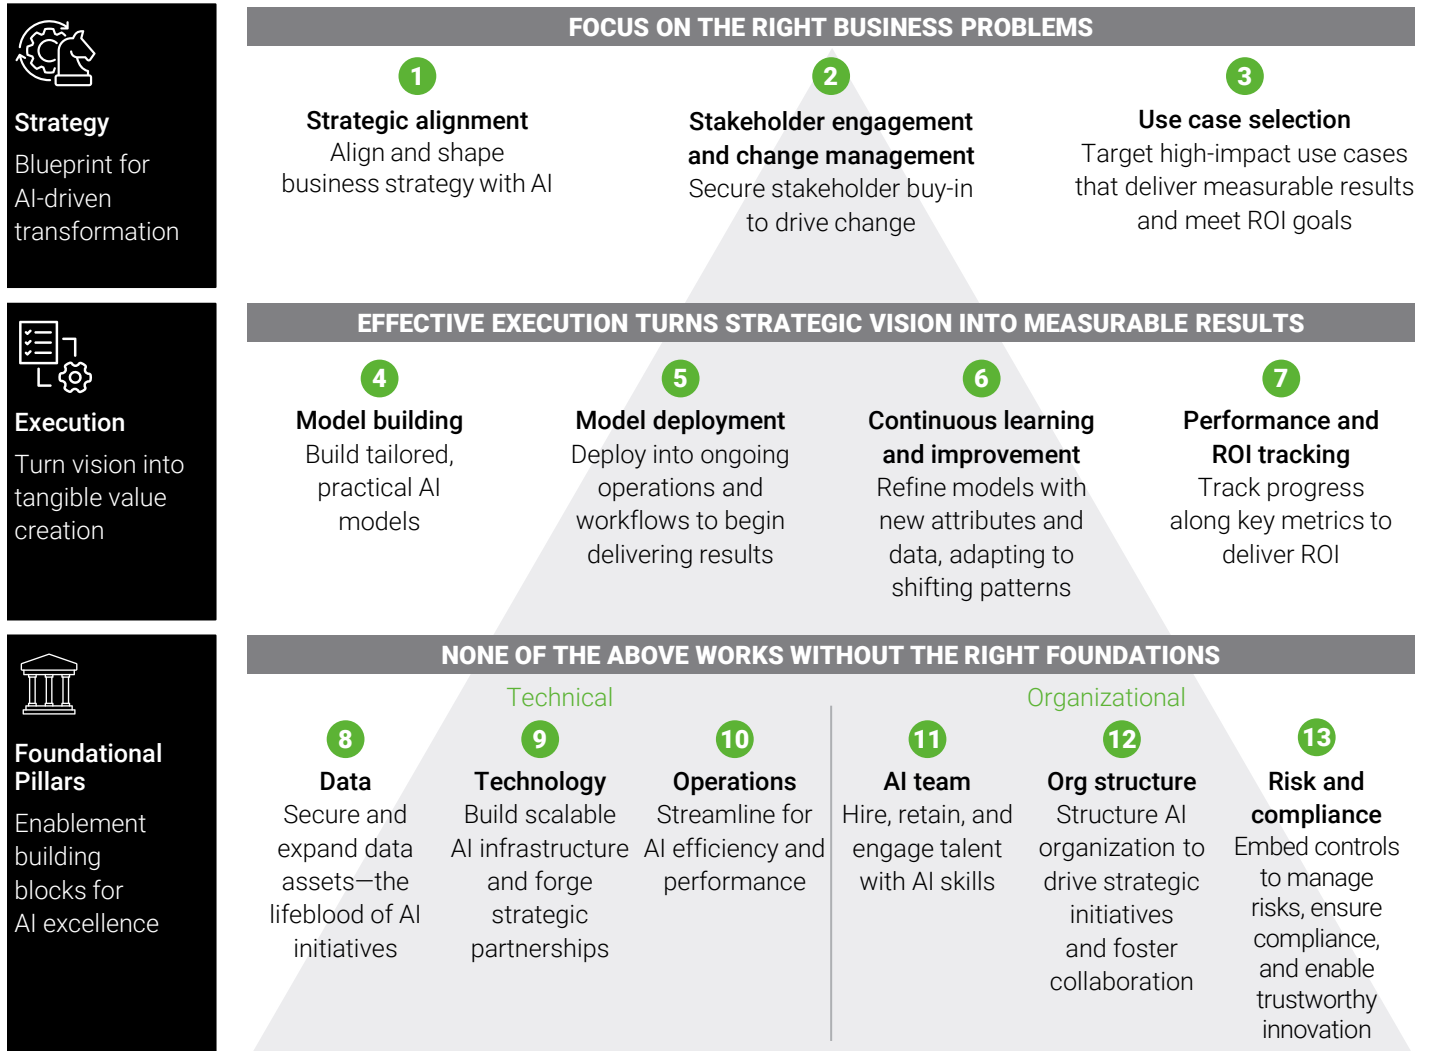 Strategy
Blueprint for
AI-driven
transformation
FOCUS ON THE RIGHT BUSINESS PROBLEMS
1
Strategic alignment
Align and shape
business strategy with AI
2
Stakeholder engagement
and change management
Secure stakeholder buy-in
to drive change
3
Use case selection
Target high-impact use cases
that deliver measurable results
and meet ROI goals
Execution
Turn vision into
tangible value
creation
EFFECTIVE EXECUTION TURNS STRATEGIC VISION INTO MEASURABLE RESULTS
4
Model building
Build tailored,
practical AI
models
5
Model deployment
Deploy into ongoing
operations and
workflows to begin
delivering results
6
Continuous learning
and improvement
Refine models with
new attributes and
data, adapting to
shifting patterns
7
Performance and
ROI tracking
Track progress
along key metrics to
deliver ROI
Foundational
Pillars
Enablement
building
blocks for
AI excellence
NONE OF THE ABOVE WORKS WITHOUT THE RIGHT FOUNDATIONS
Technical
8
Data
Secure and
expand data
assets—the
lifeblood of AI
initiatives
9
Technology
Build scalable
AI infrastructure
and forge
strategic
partnerships
10
Operations
Streamline for
AI efficiency and
performance
Organizational
11
AI team
Hire, retain, and
engage talent
with AI skills
12
Org structure
Structure AI
organization to
drive strategic
initiatives
and foster
collaboration
13
Risk and
compliance
Embed controls
to manage
risks, ensure
compliance,
and enable
trustworthy
innovation